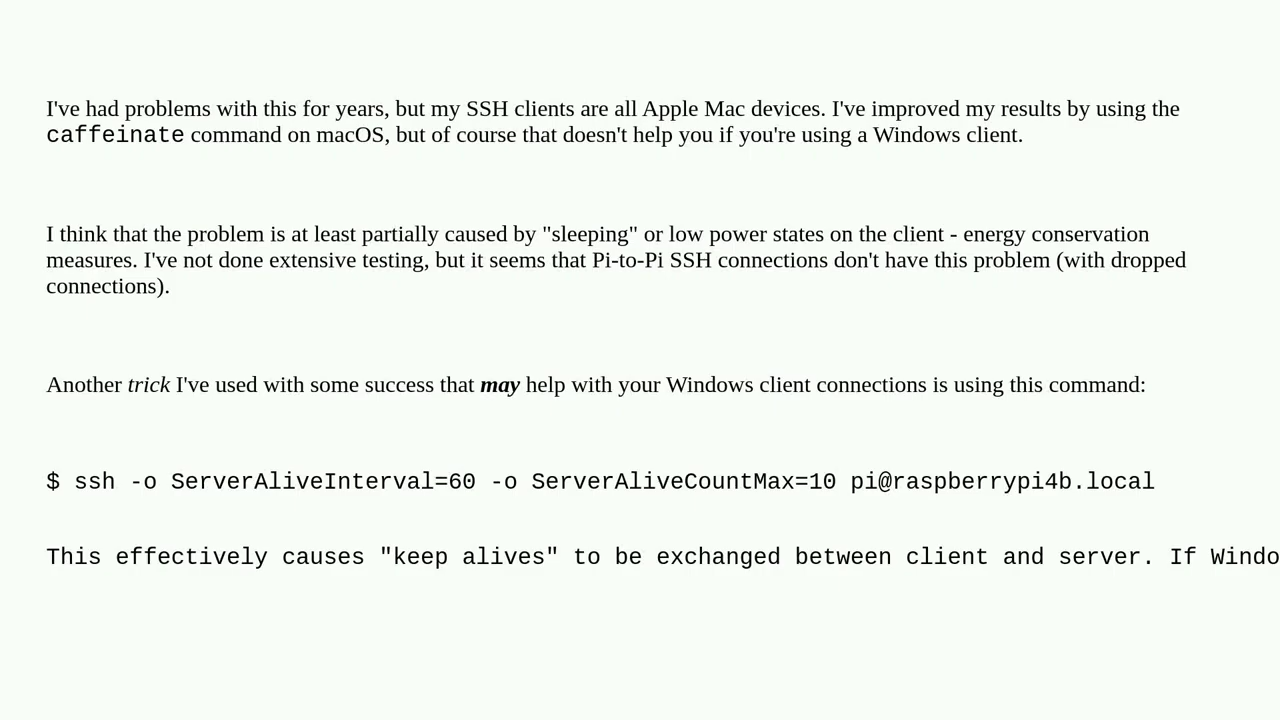 I've had problems with this for years, but my SSH clients are all Apple Mac devices. I've improved my results by using the
caffeinate command on macOS, but of course that doesn't help you if you're using a Windows client.
I think that the problem is at least partially caused by "sleeping" or low power states on the client - energy conservation
measures. I've not done extensive testing, but it seems that Pi-to-Pi SSH connections don't have this problem (with dropped
connections).
Another trick I've used with some success that may help with your Windows client connections is using this command:
$ ssh -o ServerAliveInterval=60 -o ServerAliveCountMax=10 pi@raspberrypi4b.local
This effectively causes "keep alives" to be exchanged between client and server. If Windo